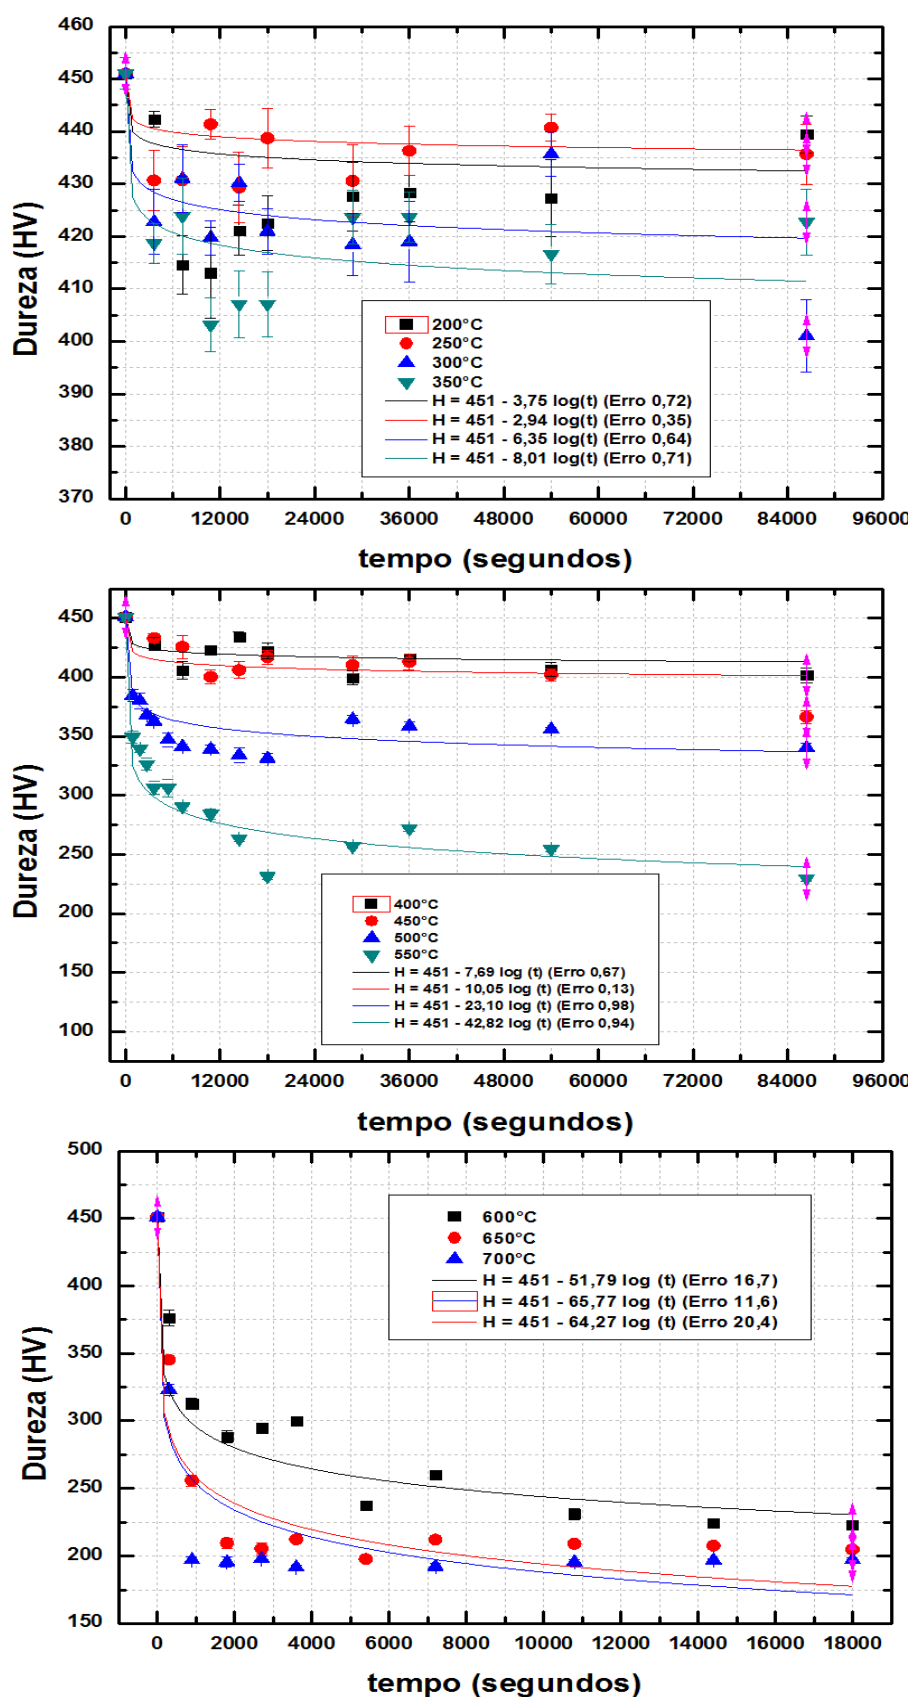 460
450
440
430
420
410
400
390
380
370
Dureza (HV)
200°C
250°C
300°C
350°C
H = 451 - 3,75 log(t) (Erro 0,72)
H = 451 - 2,94 log(t) (Erro 0,35)
H = 451 - 6,35 log(t) (Erro 0,64)
H = 451 - 8,01 log(t) (Erro 0,71)
0 12000 24000 36000 48000 60000 72000 84000 96000
tempo (segundos)
450
400
350
300
250
200
150
100
Dureza (HV)
400°C
450°C
500°C
550°C
H = 451 - 7,69 log (t) (Erro 0,67)
H = 451 - 10,05 log (t) (Erro 0,13)
H = 451 - 23,10 log (t) (Erro 0,98)
H = 451 - 42,82 log (t) (Erro 0,94)
0 12000 24000 36000 48000 60000 72000 84000 96000
tempo (segundos)
500
450
400
350
300
250
200
150
Dureza (HV)
600°C
650°C
700°C
H = 451 - 51,79 log (t) (Erro 16,7)
H = 451 - 65,77 log (t) (Erro 11,6)
H = 451 - 64,27 log (t) (Erro 20,4)
0 2000 4000 6000 8000 10000 12000 14000 16000 18000
tempo (segundos)